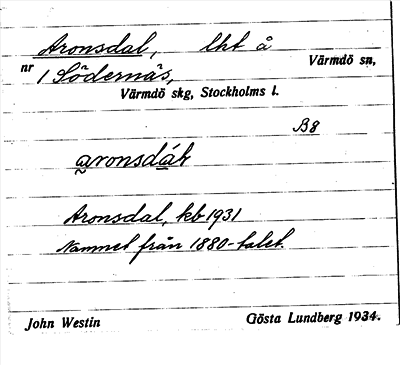 Aronsdal, lht å Värmdö sn,
nr 1 Södernäs,
Värmdö skg, Stockholms l.
B8
aronsdáh
Aronsdal, kb 1931
Namnet från 1880-talet.
John Westin Gösta Lundberg 1934.